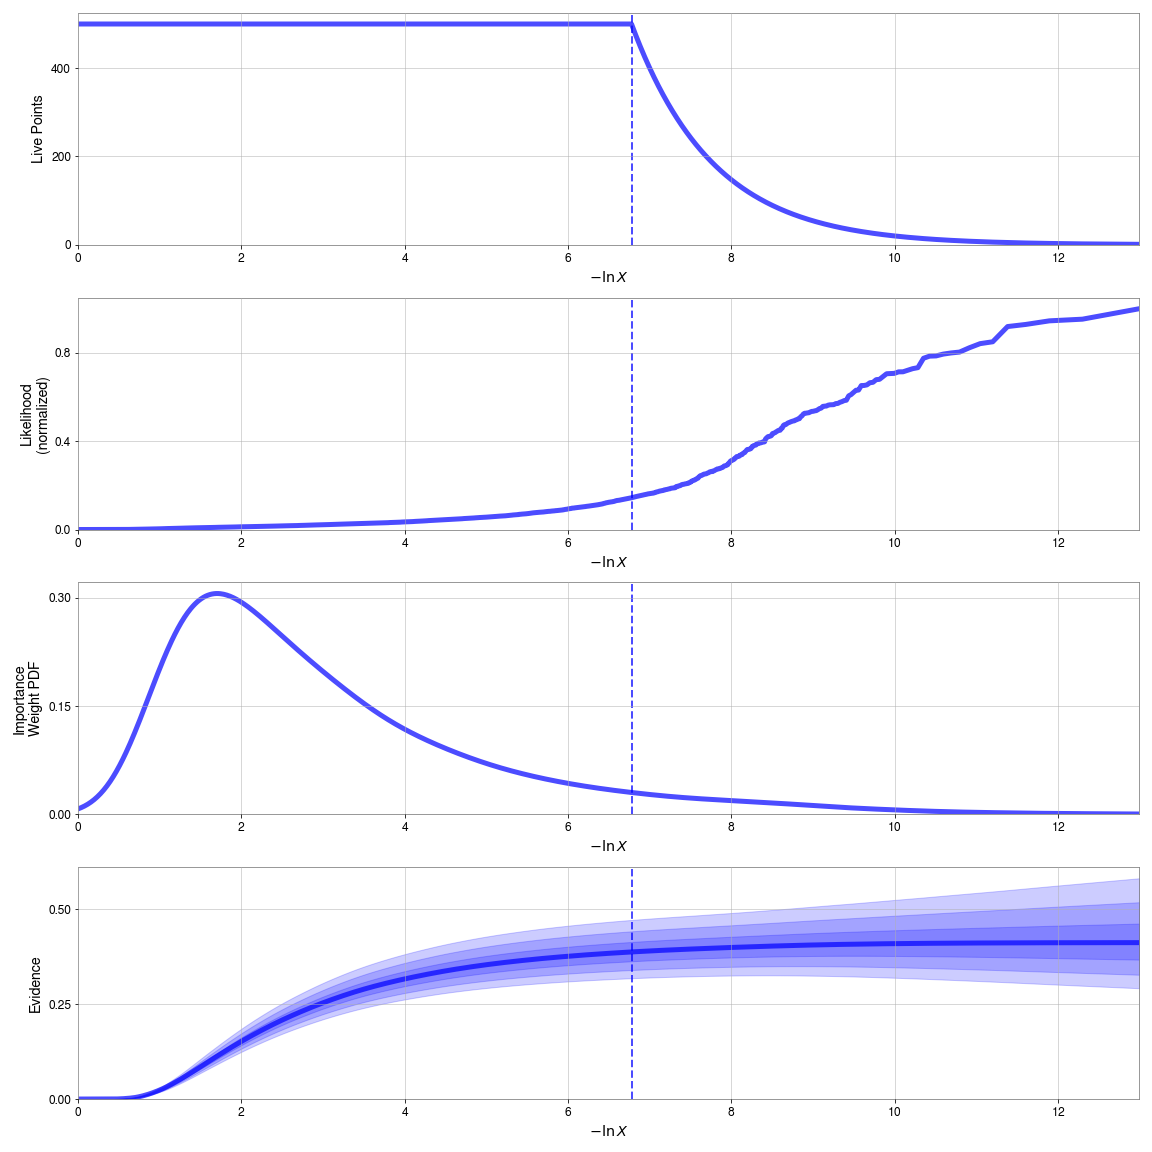 400
200
0
Live Points
0 2 4 6 8 10 12
−ln X
0.8
0.4
0.0
Likelihood
(normalized)
0 2 4 6 8 10 12
−ln X
0.30
0.15
0.00
Importance
Weight PDF
0 2 4 6 8 10 12
−ln X
0.50
0.25
0.00
Evidence
0 2 4 6 8 10 12
−ln X